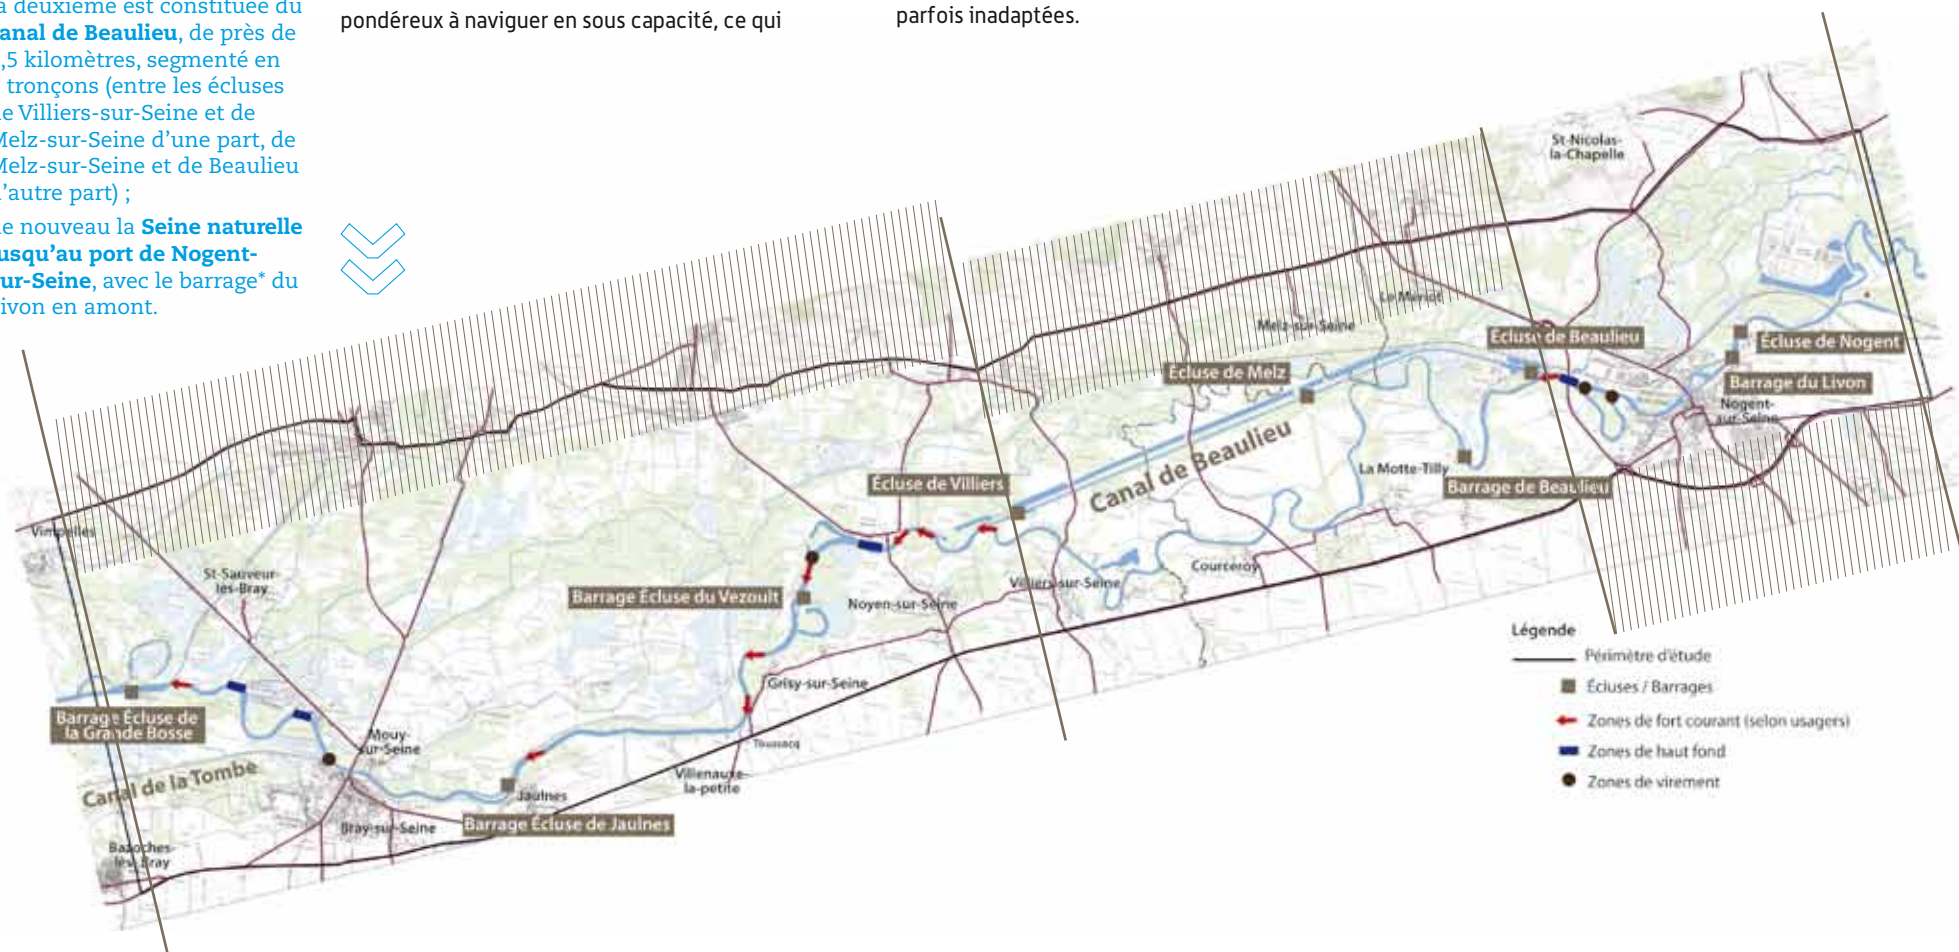 deuxième est constituée du
anal de Beaulieu, de près de
,5 kilomètres, segmenté en
tronçons (entre les écluses
e Villiers-sur-Seine et de
Melz-sur-Seine d'une part, de
Melz-sur-Seine et de Beaulieu
'autre part) ;
e nouveau la Seine naturelle
usqu'au port de Nogent-
ur-Seine, avec le barrage* du
ivon en amont.
pondéreux à naviguer en sous capacité, ce qui
parfois inadaptées.
St-Nicolas-
la-Chapelle
Le Mériot
Melz-sur-Seine
Écluse de Beaulieu
Écluse de Nogent
Écluse de Melz
Barrage du Livon
Nogent-
sur-Seine
Canal de Beaulieu
La Motte-Tilly
Barrage de Beaulieu
Écluse de Villiers
Vimpelles
St-Sauveur-
lès-Bray
Barrage Écluse du Vezoult
Noyen-sur-Seine
Villiers-sur-Seine
Courceroy
Grisy-sur-Seine
Barrage Écluse de
la Grande Bosse
Mouy-
sur-Seine
Toussacq
Canal de la Tombe
Villenauxe-
la-petite
Jaulnes
Bray-sur-Seine
Barrage Écluse de Jaulnes
Bazoches-
lès-Bray
Légende
Périmètre d'étude
Écluses / Barrages
Zones de fort courant (selon usagers)
Zones de haut fond
Zones de virement